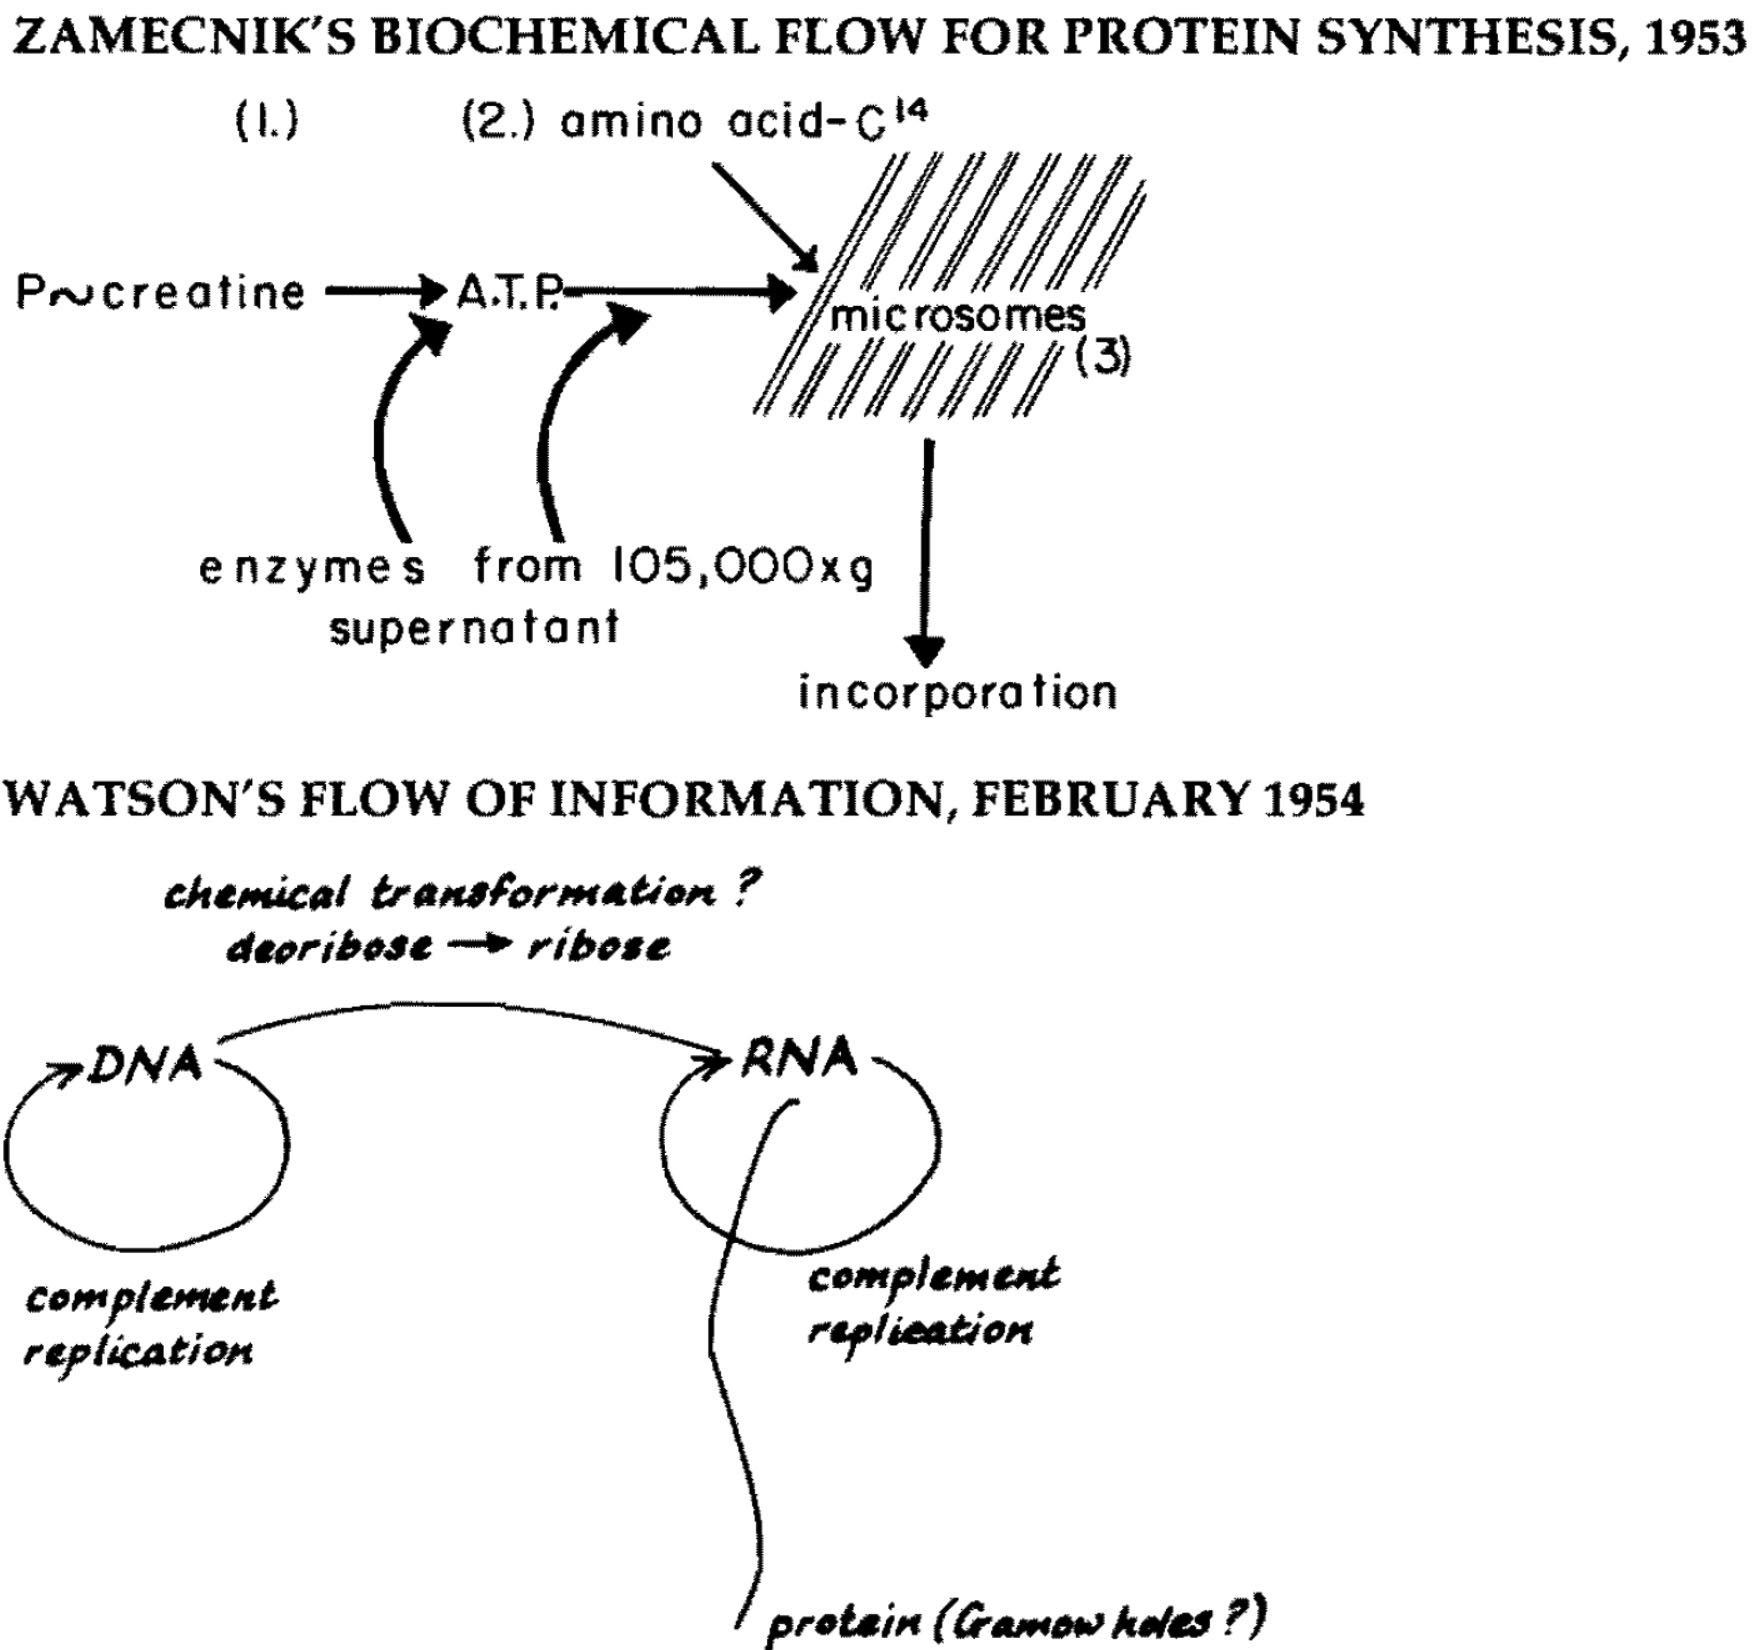 ZAMECNIK'S BIOCHEMICAL FLOW FOR PROTEIN SYNTHESIS, 1953
(1.) (2.) amino acid-C¹⁴
P~creatine A.T.P.
microsomes
(3)
enzymes from 105,000xg
supernatant
incorporation
WATSON'S FLOW OF INFORMATION, FEBRUARY 1954
chemical transformation?
deoribose → ribose
DNA RNA
complement
replication
complement
replication
protein (Gamow holes?)